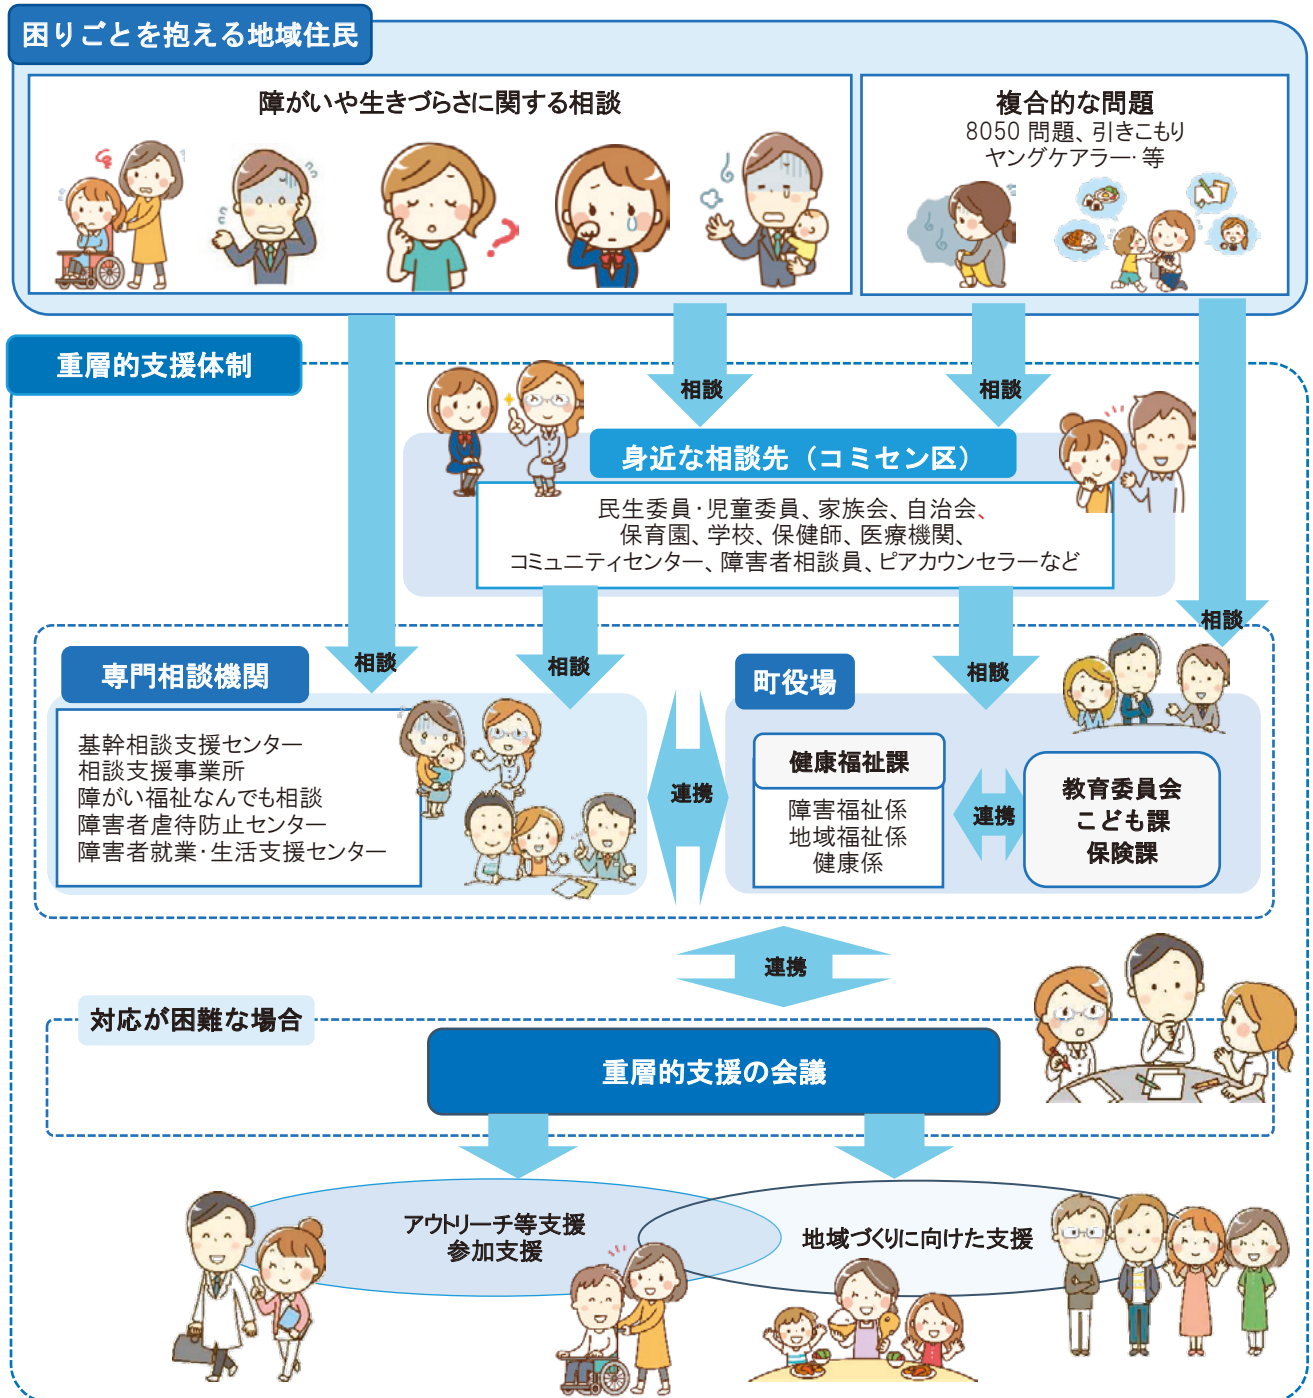 困りごとを抱える地域住民
障がいや生きづらさに関する相談
複合的な問題
8050 問題、引きこもり
ヤングケアラー・等
重層的支援体制
相談
相談
身近な相談先（コミセン区）
民生委員・児童委員、家族会、自治会、
保育園、学校、保健師、医療機関、
コミュニティセンター、障害者相談員、ピアカウンセラーなど
相談
相談
相談
相談
専門相談機関
基幹相談支援センター
相談支援事業所
障がい福祉なんでも相談
障害者虐待防止センター
障害者就業・生活支援センター
連携
町役場
健康福祉課
障害福祉係
地域福祉係
健康係
連携
教育委員会
こども課
保険課
連携
対応が困難な場合
重層的支援の会議
アウトリーチ等支援
参加支援
地域づくりに向けた支援